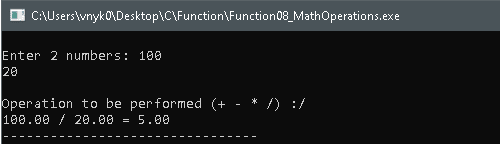 C:\Users\vnyk0\Desktop\C\Function\Function08_MathOperations.exe
Enter 2 numbers: 100
20
Operation to be performed (+ - * /) :/
100.00 / 20.00 = 5.00
--------------------------------